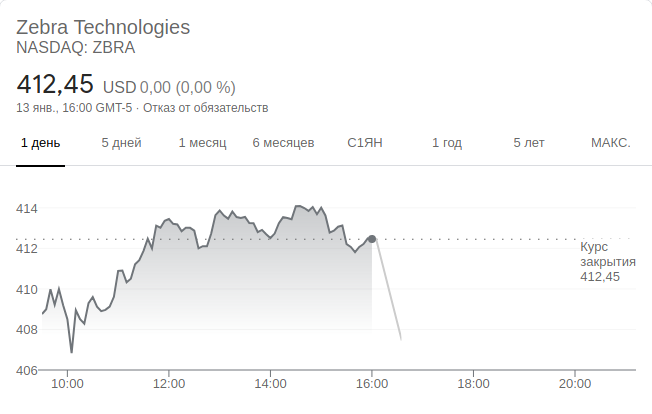 Zebra Technologies
NASDAQ: ZBRA
412,45 USD 0,00 (0,00 %)
13 янв., 16:00 GMT-5 · Отказ от обязательств
1 день 5 дней 1 месяц 6 месяцев С1ЯН 1 год 5 лет МАКС.
414
412
410
408
406
Курс
закрытия
412,45
10:00 12:00 14:00 16:00 18:00 20:00